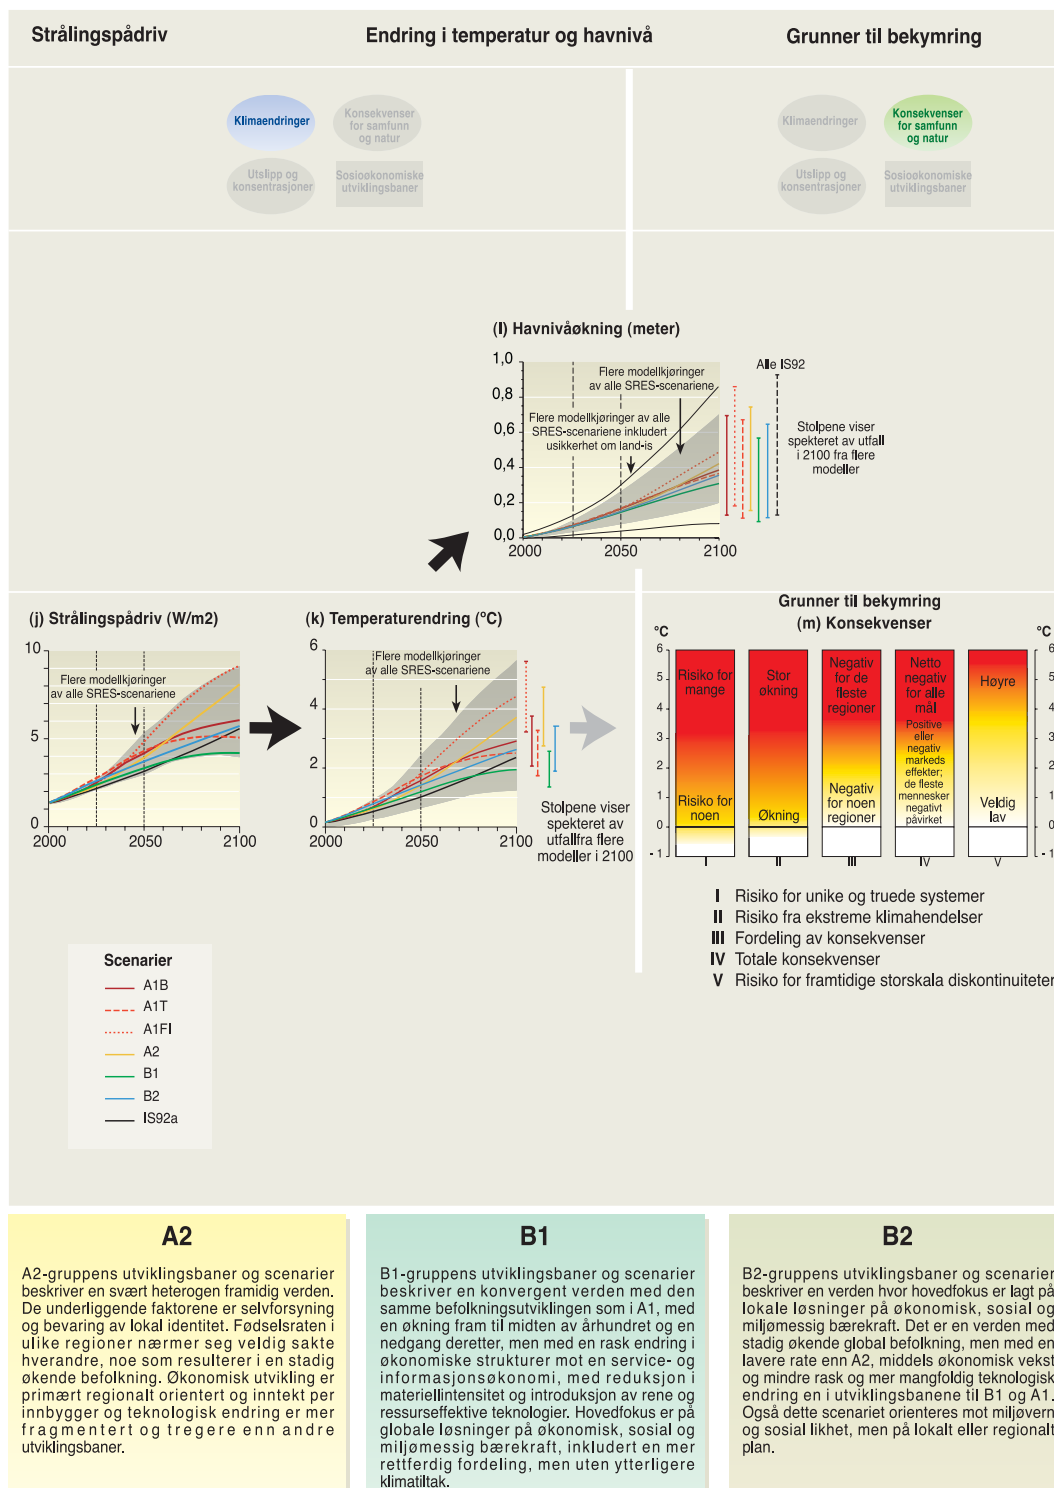 Strålingspådriv
Endring i temperatur og havnivå
Grunner til bekymring
Klimaendringer
Konsekvenser
for samfunn
og natur
Utslipp og
konsentrasjoner
Sosioøkonomiske
utviklingsbaner
Klimaendringer
Konsekvenser
for samfunn
og natur
Utslipp og
konsentrasjoner
Sosioøkonomiske
utviklingsbaner
(l) Havnivåøkning (meter)
1,0
0,8
0,6
0,4
0,2
0,0
2000
2050
2100
Flere modellkjøringer
av alle SRES-scenariene
Flere modellkjøringer av alle
SRES-scenariene inkludert
usikkerhet om land-is
Alle IS92
Stolpene viser
spekteret av utfall
i 2100 fra flere
modeller
(j) Strålingspådriv (W/m2)
10
5
0
2000
2050
2100
Flere modellkjøringer
av alle SRES-scenariene
(k) Temperaturendring (°C)
6
4
2
0
2000
2050
2100
Flere modellkjøringer
av alle SRES-scenariene
Stolpene viser
spekteret av
utfallfra flere
modeller i 2100
Grunner til bekymring
(m) Konsekvenser
°C
6
5
4
3
2
1
0
- 1
Risiko for
mange
Risiko for
noen
I
Stor
økning
Økning
II
Negativ
for de
fleste
regioner
Negativ
for noen
regioner
III
Netto
negativ
for alle
mål
Positive
eller
negativ
markeds
effekter;
de fleste
mennesker
negativt
påvirket
IV
Høyre
Veldig
lav
V
°C
6
5
4
3
2
1
0
- 1
I Risiko for unike og truede systemer
II Risiko fra ekstreme klimahendelser
III Fordeling av konsekvenser
IV Totale konsekvenser
V Risiko for framtidige storskala diskontinuiteter
Scenarier
A1B
A1T
A1FI
A2
B1
B2
IS92a
A2
A2-gruppens utviklingsbaner og scenarier
beskriver en svært heterogen framidig verden.
De underliggende faktorene er selvforsyning
og bevaring av lokal identitet. Fødselsraten i
ulike regioner nærmer seg veldig sakte
hverandre, noe som resulterer i en stadig
økende befolkning. Økonomisk utvikling er
primært regionalt orientert og inntekt per
innbygger og teknologisk endring er mer
fragmentert og tregere enn andre
utviklingsbaner.
B1
B1-gruppens utviklingsbaner og scenarier
beskriver en konvergent verden med den
samme befolkningsutviklingen som i A1, med
en økning fram til midten av århundret og en
nedgang deretter, men med en rask endring i
økonomiske strukturer mot en service- og
informasjonsøkonomi, med reduksjon i
materiellintensitet og introduksjon av rene og
ressurseffektive teknologier. Hovedfokus er på
globale løsninger på økonomisk, sosial og
miljømessig bærekraft, inkludert en mer
rettferdig fordeling, men uten ytterligere
klimatiltak.
B2
B2-gruppens utviklingsbaner og scenarier
beskriver en verden hvor hovedfokus er lagt på
lokale løsninger på økonomisk, sosial og
miljømessig bærekraft. Det er en verden med
stadig økende global befolkning, men med en
lavere rate enn A2, middels økonomisk vekst
og mindre rask og mer mangfoldig teknologisk
endring en i utviklingsbanene til B1 og A1.
Også dette scenariet orienteres mot miljøvern
og sosial likhet, men på lokalt eller regionalt
plan.